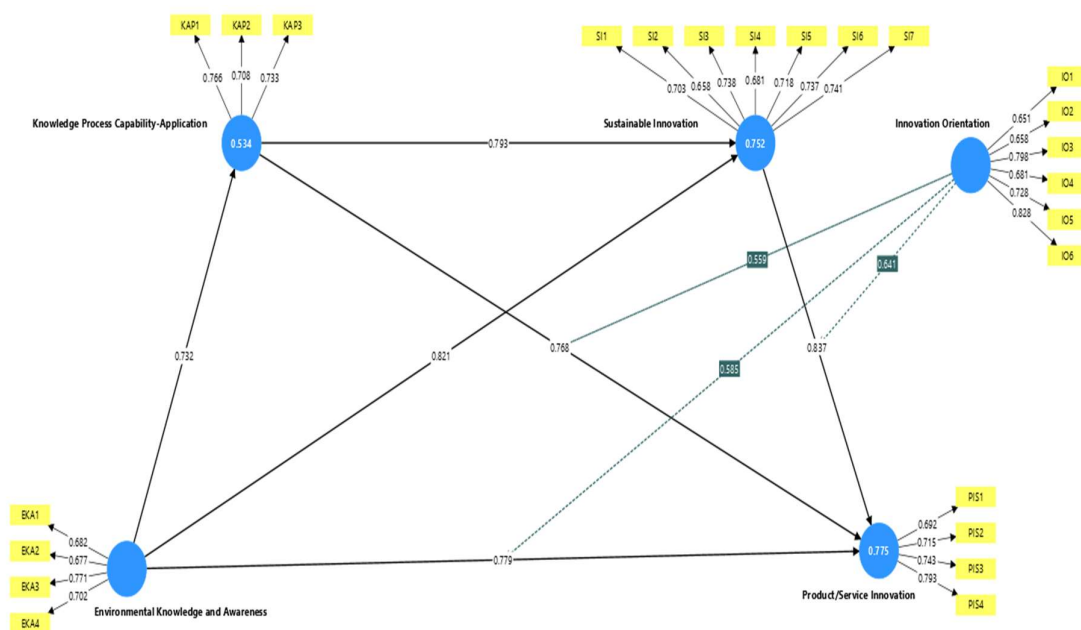 KAP1 KAP2 KAP3
0.766 0.708 0.733
Knowledge Process Capability-Application
0.534
SI1 SI2 SI3 SI4 SI5 SI6 SI7
0.703 0.658 0.738 0.681 0.718 0.737 0.741
Sustainable Innovation
0.752
Innovation Orientation
IO1
0.651
IO2
0.658
IO3
0.798
IO4
0.681
IO5
0.728
IO6
0.828
0.793
0.559
0.641
0.732
0.821
0.768
0.837
0.585
EKA1
0.682
EKA2
0.677
EKA3
0.771
EKA4
0.702
Environmental Knowledge and Awareness
0.779
0.775
Product/Service Innovation
PIS1
0.692
PIS2
0.715
PIS3
0.743
PIS4
0.793